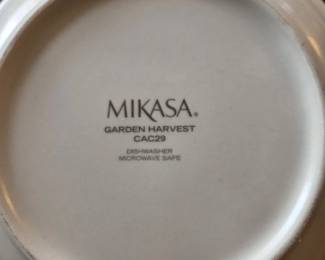 MIKASA®
GARDEN HARVEST
CAC29
DISHWASHER
MICROWAVE SAFE